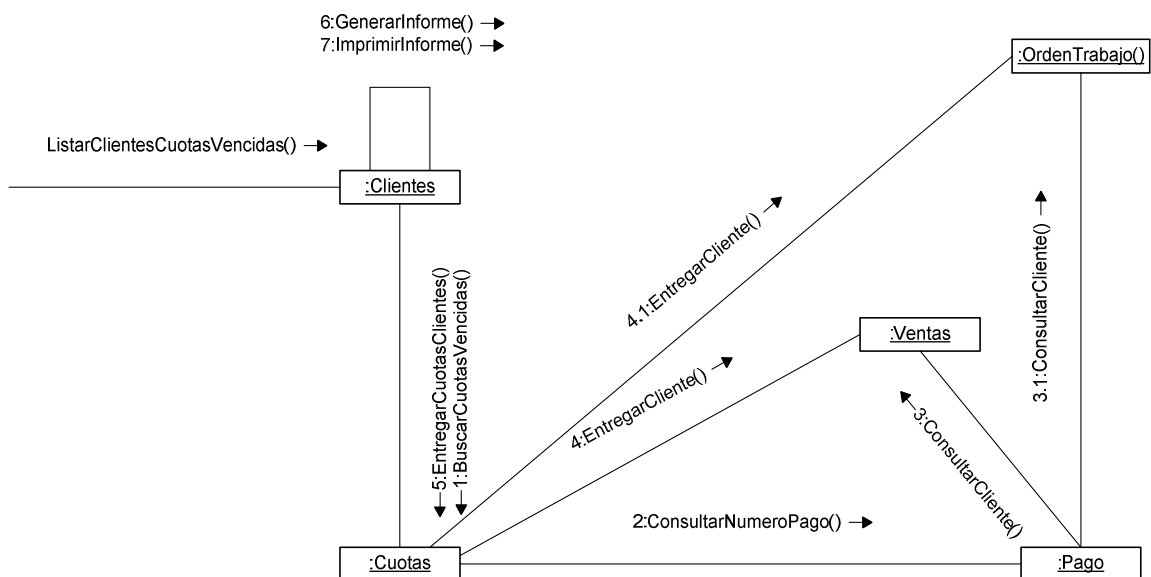 6:GenerarInforme()
7:ImprimirInforme()
:OrdenTrabajo()
ListarClientesCuotasVencidas()
:Clientes
4.1:EntregarCliente()
3.1:ConsultarCliente()
5:EntregarCuotasClientes()
1:BuscarCuotasVencidas()
:Ventas
4:EntregarCliente()
3:ConsultarCliente()
2:ConsultarNumeroPago()
:Cuotas
:Pago